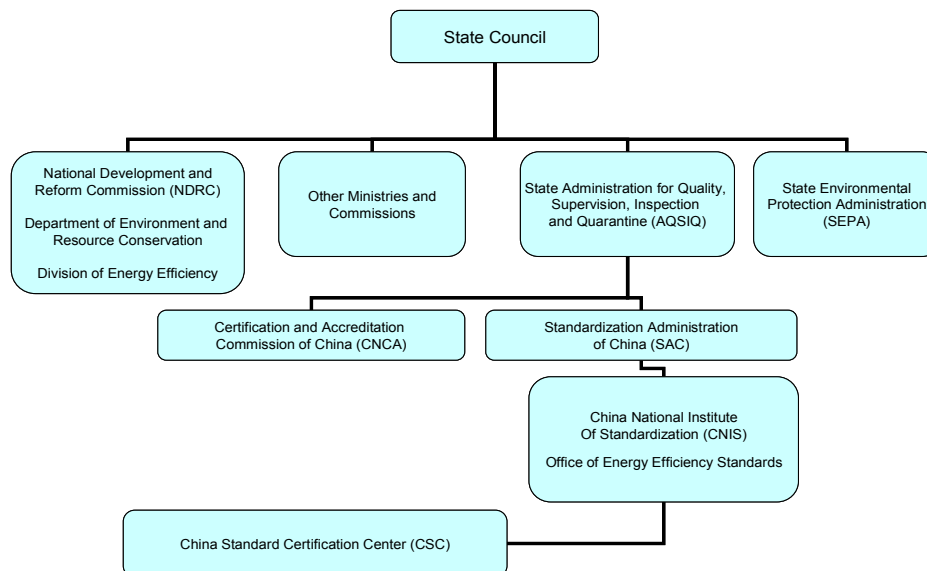 State Council
National Development and
Reform Commission (NDRC)
Department of Environment and
Resource Conservation
Division of Energy Efficiency
Other Ministries and
Commissions
State Administration for Quality,
Supervision, Inspection
and Quarantine (AQSIQ)
State Environmental
Protection Administration
(SEPA)
Certification and Accreditation
Commission of China (CNCA)
Standardization Administration
of China (SAC)
China National Institute
Of Standardization (CNIS)
Office of Energy Efficiency Standards
China Standard Certification Center (CSC)